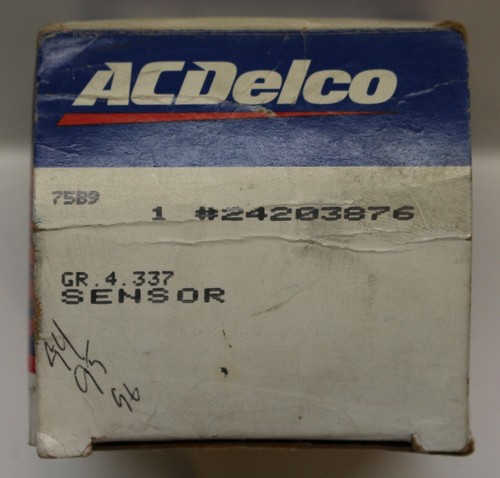 ACDelco
75B9
1 #24203876
GR.4.337
SENSOR
94
95
96